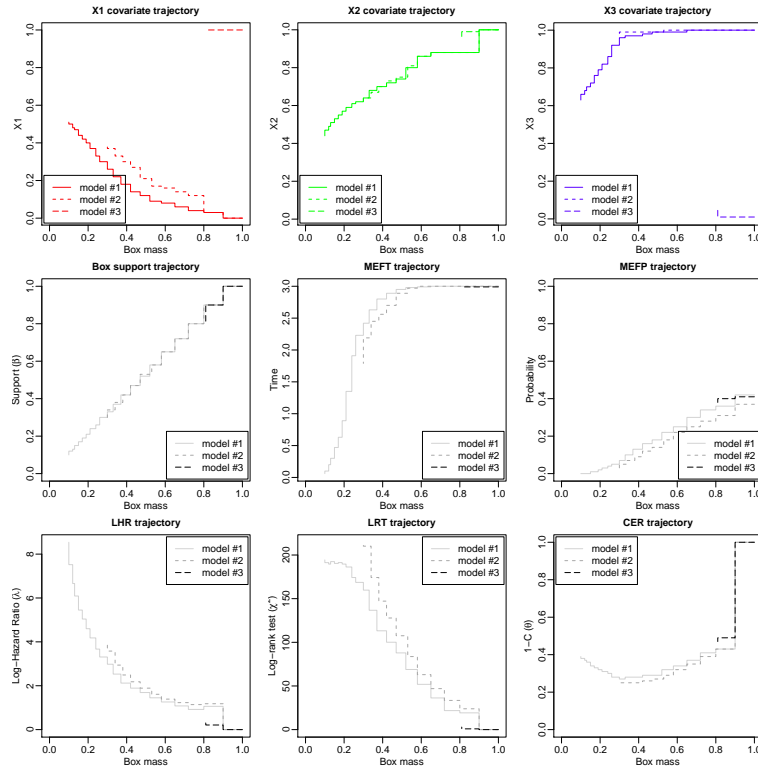 X1 covariate trajectory
X1
0.0 0.2 0.4 0.6 0.8 1.0
model #1
model #2
model #3
0.0 0.2 0.4 0.6 0.8 1.0
Box mass
X2 covariate trajectory
X2
0.0 0.2 0.4 0.6 0.8 1.0
model #1
model #2
model #3
0.0 0.2 0.4 0.6 0.8 1.0
Box mass
X3 covariate trajectory
X3
0.0 0.2 0.4 0.6 0.8 1.0
model #1
model #2
model #3
0.0 0.2 0.4 0.6 0.8 1.0
Box mass
Box support trajectory
Support (β)
0.0 0.2 0.4 0.6 0.8 1.0
model #1
model #2
model #3
0.0 0.2 0.4 0.6 0.8 1.0
Box mass
MEFT trajectory
Time
0.0 0.5 1.0 1.5 2.0 2.5 3.0
model #1
model #2
model #3
0.0 0.2 0.4 0.6 0.8 1.0
Box mass
MEFP trajectory
Probability
0.0 0.2 0.4 0.6 0.8 1.0
model #1
model #2
model #3
0.0 0.2 0.4 0.6 0.8 1.0
Box mass
LHR trajectory
Log−Hazard Ratio (λ)
0 2 4 6 8
model #1
model #2
model #3
0.0 0.2 0.4 0.6 0.8 1.0
Box mass
LRT trajectory
Log−rank test
0 50 100 150 200
model #1
model #2
model #3
0.0 0.2 0.4 0.6 0.8 1.0
Box mass
CER trajectory
1−C (θ)
0.0 0.2 0.4 0.6 0.8 1.0
model #1
model #2
model #3
0.0 0.2 0.4 0.6 0.8 1.0
Box mass